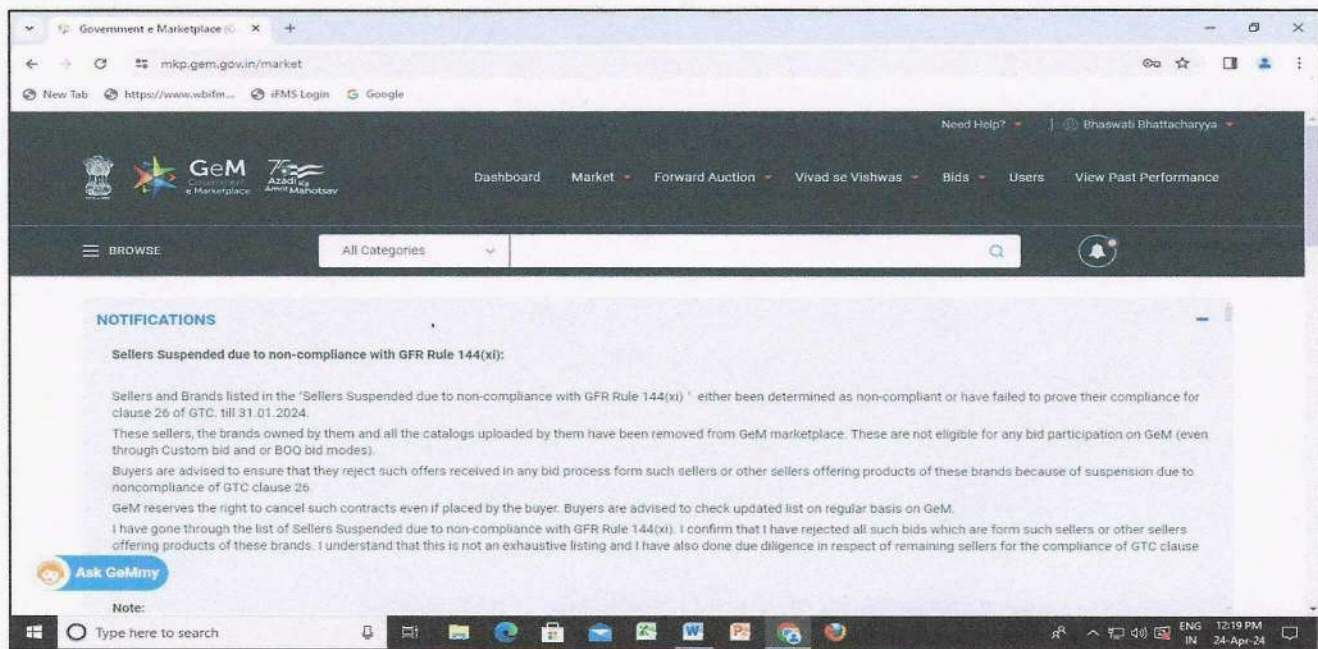 Government e Marketplace (G
mkp.gem.gov.in/market
New Tab
https://www.wbifm...
iFMS Login
Google
Need Help?
Bhaswati Bhattacharyya
GeM
Government
e Marketplace
75
Azadi Ka
Amrit Mahotsav
Dashboard Market Forward Auction Vivad se Vishwas Bids Users View Past Performance
BROWSE
All Categories
NOTIFICATIONS
Sellers Suspended due to non-compliance with GFR Rule 144(xi):
Sellers and Brands listed in the "Sellers Suspended due to non-compliance with GFR Rule 144(xi) " either been determined as non-compliant or have failed to prove their compliance for
clause 26 of GTC. till 31.01.2024.
These sellers, the brands owned by them and all the catalogs uploaded by them have been removed from GeM marketplace. These are not eligible for any bid participation on GeM (even
through Custom bid and or BOQ bid modes).
Buyers are advised to ensure that they reject such offers received in any bid process form such sellers or other sellers offering products of these brands because of suspension due to
noncompliance of GTC clause 26
GeM reserves the right to cancel such contracts even if placed by the buyer. Buyers are advised to check updated list on regular basis on GeM.
I have gone through the list of Sellers Suspended due to non-compliance with GFR Rule 144(xi). I confirm that I have rejected all such bids which are form such sellers or other sellers
offering products of these brands. I understand that this is not an exhaustive listing and I have also done due diligence in respect of remaining sellers for the compliance of GTC clause
Ask GeMmy
Note:
Type here to search
ENG
IN
12:19 PM
24-Apr-24